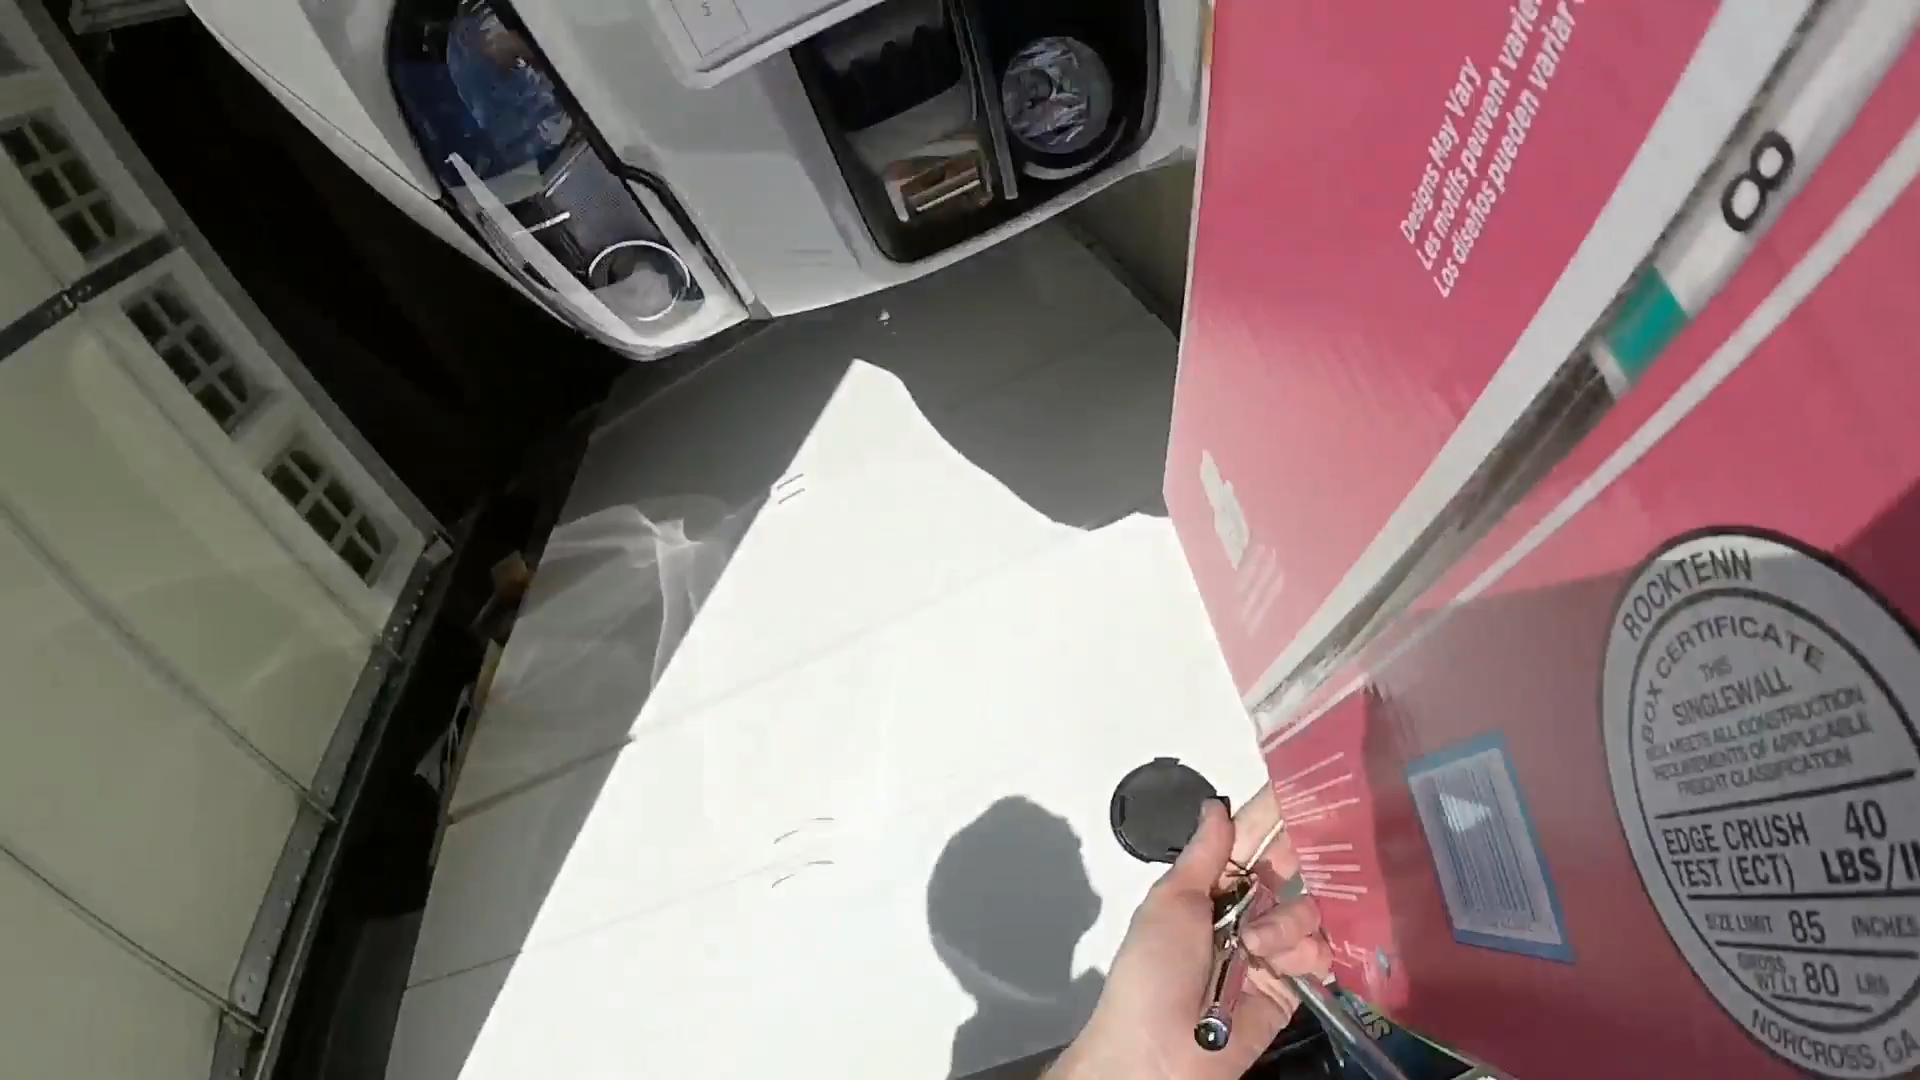 Designs May Vary
Les motifs peuvent varier
Los diseños pueden variar
8
ROCKTENN
BOX CERTIFICATE
THIS
SINGLEWALL
BOX MEETS ALL CONSTRUCTION
REQUIREMENTS OF APPLICABLE
FREIGHT CLASSIFICATION
EDGE CRUSH
TEST (ECT)
40
LBS/IN
SIZE LIMIT 85 INCHES
GROSS
WT LT 80 LBS
NORCROSS, GA